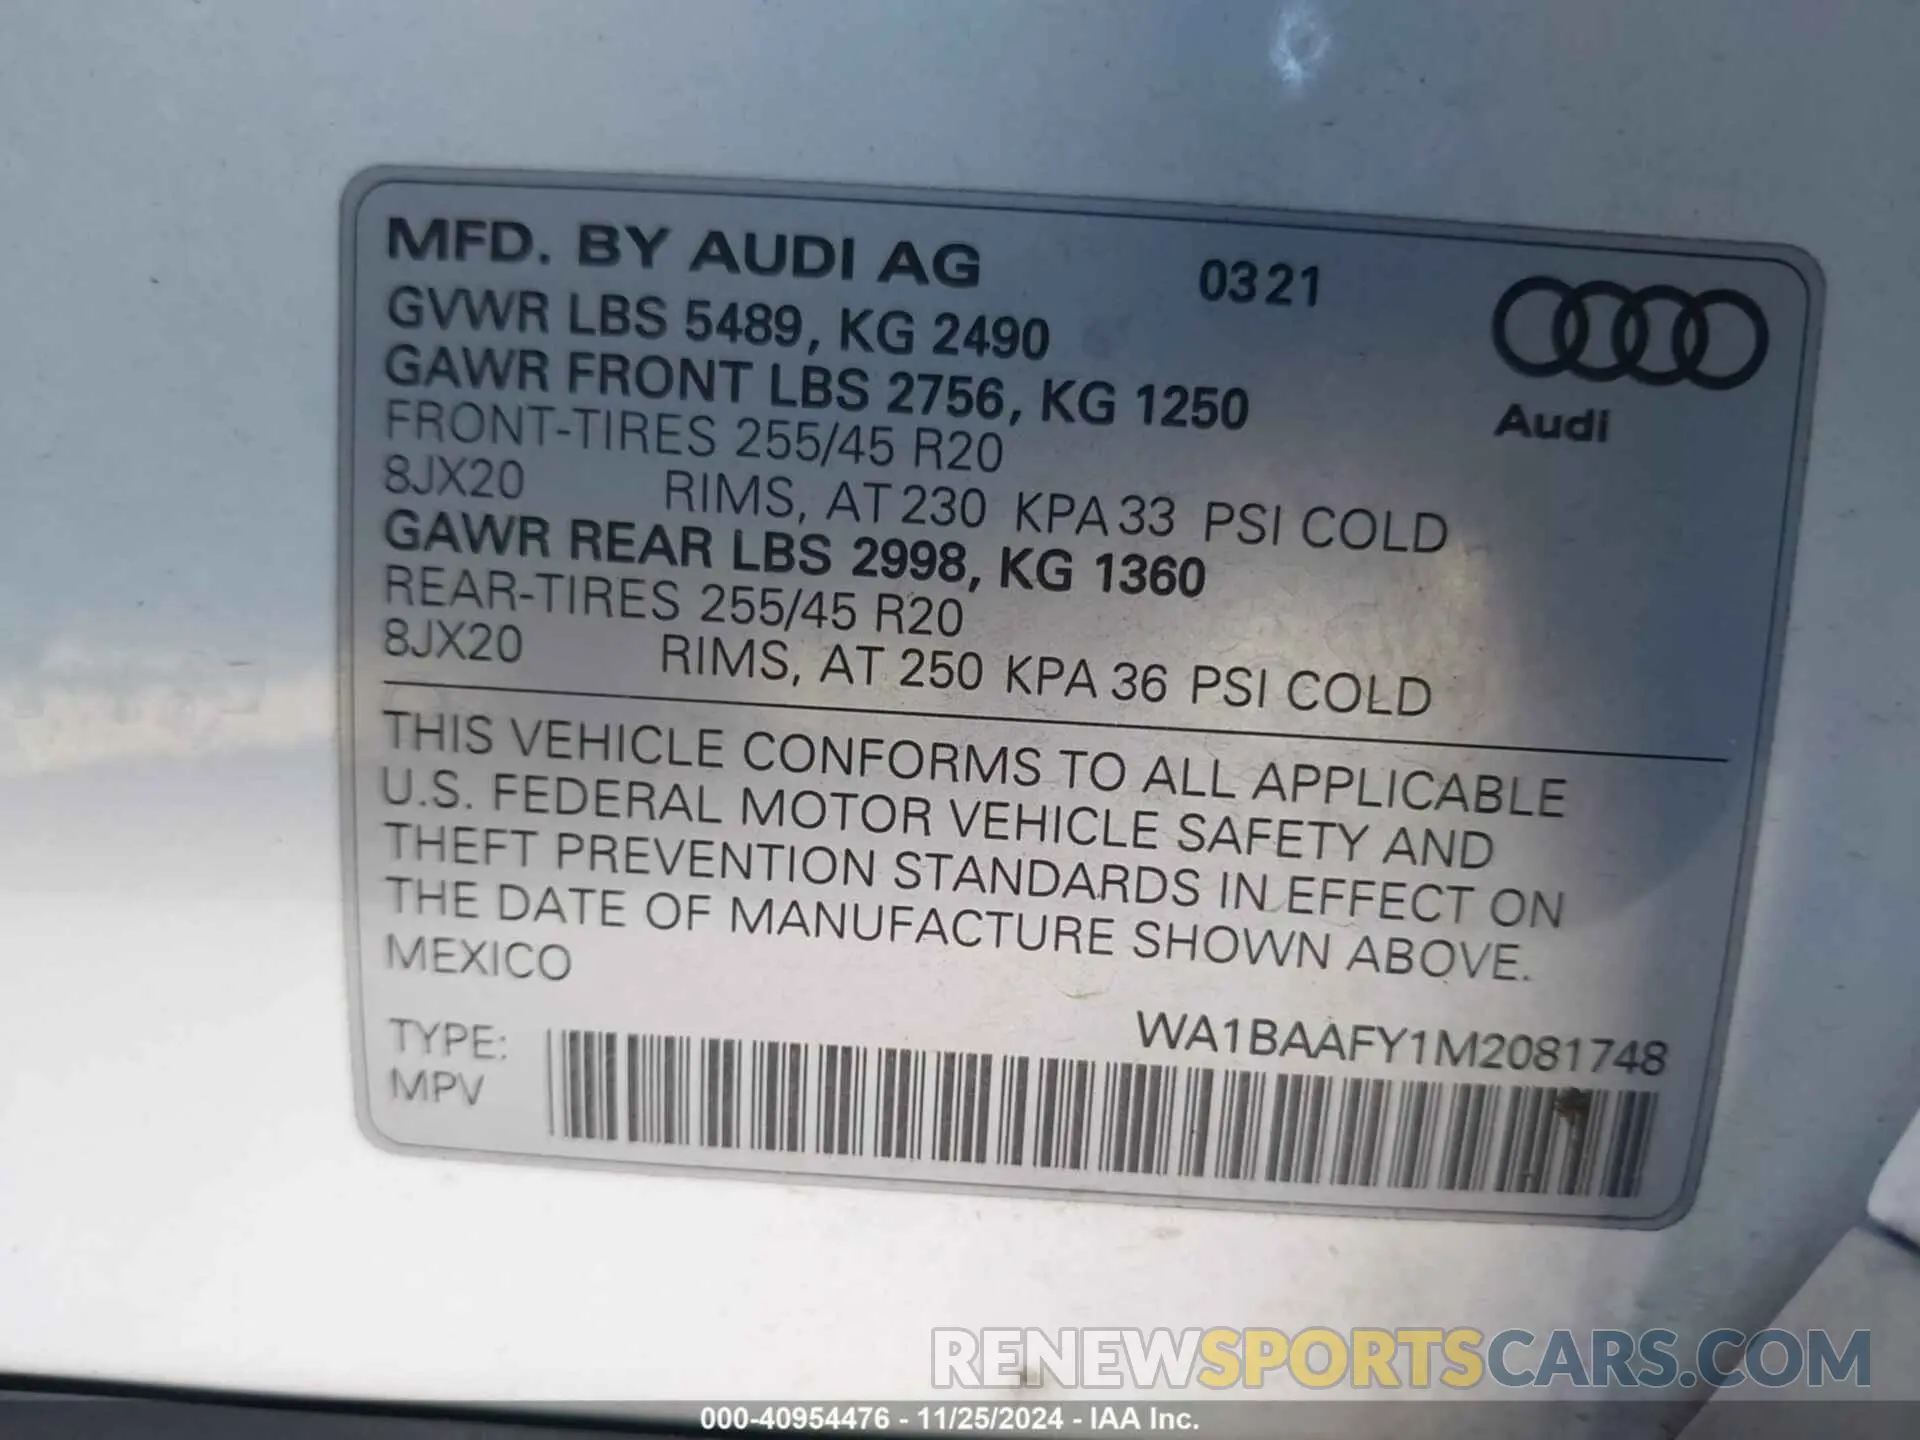 MFD. BY AUDI AG 0321
GVWR LBS 5489, KG 2490
GAWR FRONT LBS 2756, KG 1250
Audi
FRONT-TIRES 255/45 R20
8JX20 RIMS, AT 230 KPA 33 PSI COLD
GAWR REAR LBS 2998, KG 1360
REAR-TIRES 255/45 R20
8JX20 RIMS, AT 250 KPA 36 PSI COLD
THIS VEHICLE CONFORMS TO ALL APPLICABLE
U.S. FEDERAL MOTOR VEHICLE SAFETY AND
THEFT PREVENTION STANDARDS IN EFFECT ON
THE DATE OF MANUFACTURE SHOWN ABOVE.
MEXICO
WA1BAAFY1M2081748
TYPE:
MPV
RENEWSPORTSCARS.COM
000-40954476 - 11/25/2024 - IAA Inc.